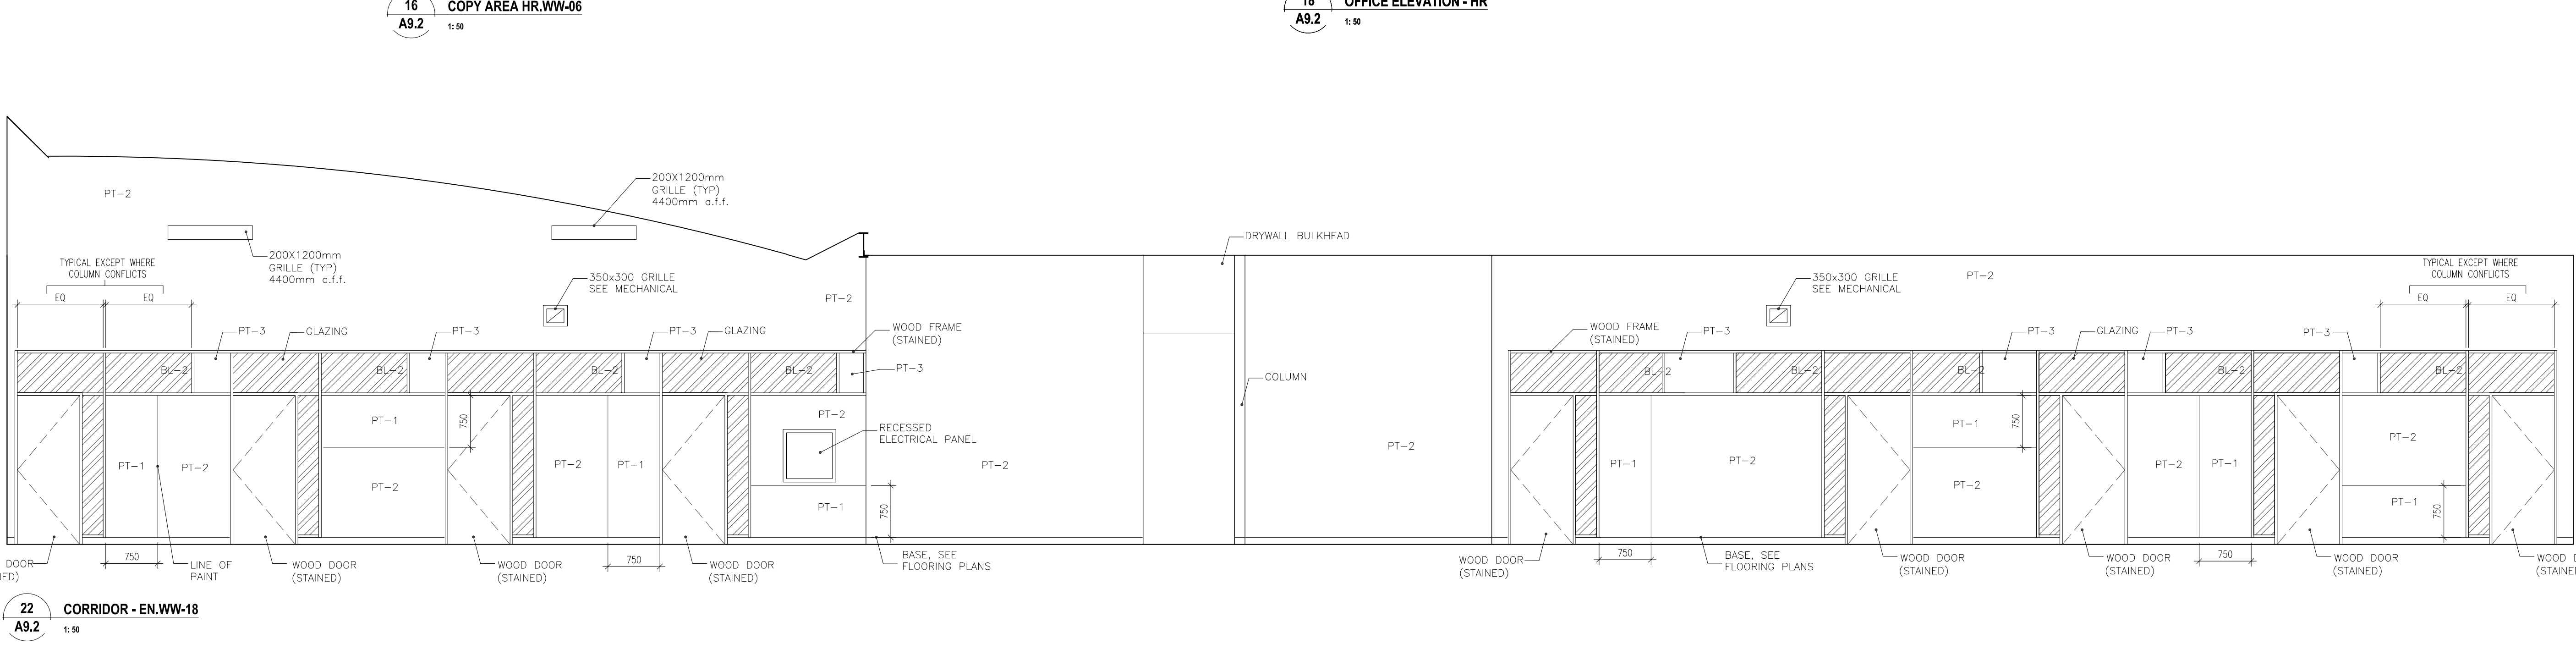 16
A9.2
COPY AREA HR.WW-06
1: 50
18
A9.2
OFFICE ELEVATION - HR
1: 50
PT-2
200X1200mm
GRILLE (TYP)
4400mm a.f.f.
200X1200mm
GRILLE (TYP)
4400mm a.f.f.
TYPICAL EXCEPT WHERE
COLUMN CONFLICTS
EQ
EQ
350x300 GRILLE
SEE MECHANICAL
PT-2
PT-3
GLAZING
PT-3
PT-3
GLAZING
WOOD FRAME
(STAINED)
PT-3
BL-2
BL-2
BL-2
BL-2
PT-1
PT-2
PT-1
750
PT-2
PT-2
PT-1
PT-2
RECESSED
ELECTRICAL PANEL
PT-1
750
PT-2
DRYWALL BULKHEAD
COLUMN
PT-2
350x300 GRILLE
SEE MECHANICAL
PT-2
TYPICAL EXCEPT WHERE
COLUMN CONFLICTS
EQ
EQ
WOOD FRAME
(STAINED)
PT-3
PT-3
GLAZING
PT-3
PT-3
BL-2
BL-2
BL-2
BL-2
BL-2
PT-1
PT-2
PT-1
750
PT-2
PT-2
PT-1
PT-2
PT-1
750
DOOR
NED)
750
LINE OF
PAINT
WOOD DOOR
(STAINED)
WOOD DOOR
(STAINED)
750
WOOD DOOR
(STAINED)
BASE, SEE
FLOORING PLANS
WOOD DOOR
(STAINED)
750
BASE, SEE
FLOORING PLANS
WOOD DOOR
(STAINED)
WOOD DOOR
(STAINED)
750
WOOD DOOR
(STAINED)
WOOD D
(STAINE
22
A9.2
CORRIDOR - EN.WW-18
1: 50